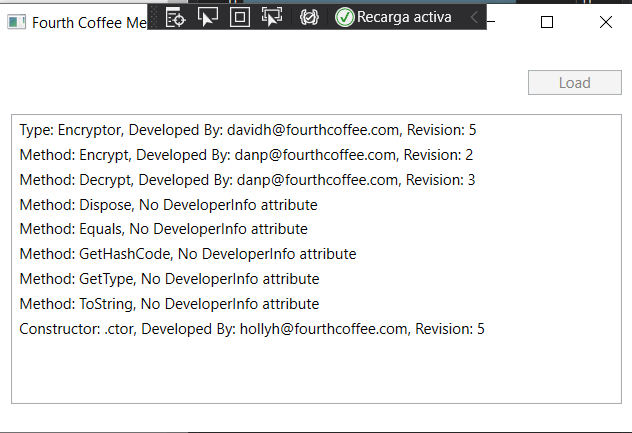 Fourth Coffee Me
Recarga activa
Load
Type: Encryptor, Developed By: davidh@fourthcoffee.com, Revision: 5
Method: Encrypt, Developed By: danp@fourthcoffee.com, Revision: 2
Method: Decrypt, Developed By: danp@fourthcoffee.com, Revision: 3
Method: Dispose, No DeveloperInfo attribute
Method: Equals, No DeveloperInfo attribute
Method: GetHashCode, No DeveloperInfo attribute
Method: GetType, No DeveloperInfo attribute
Method: ToString, No DeveloperInfo attribute
Constructor: .ctor, Developed By: hollyh@fourthcoffee.com, Revision: 5